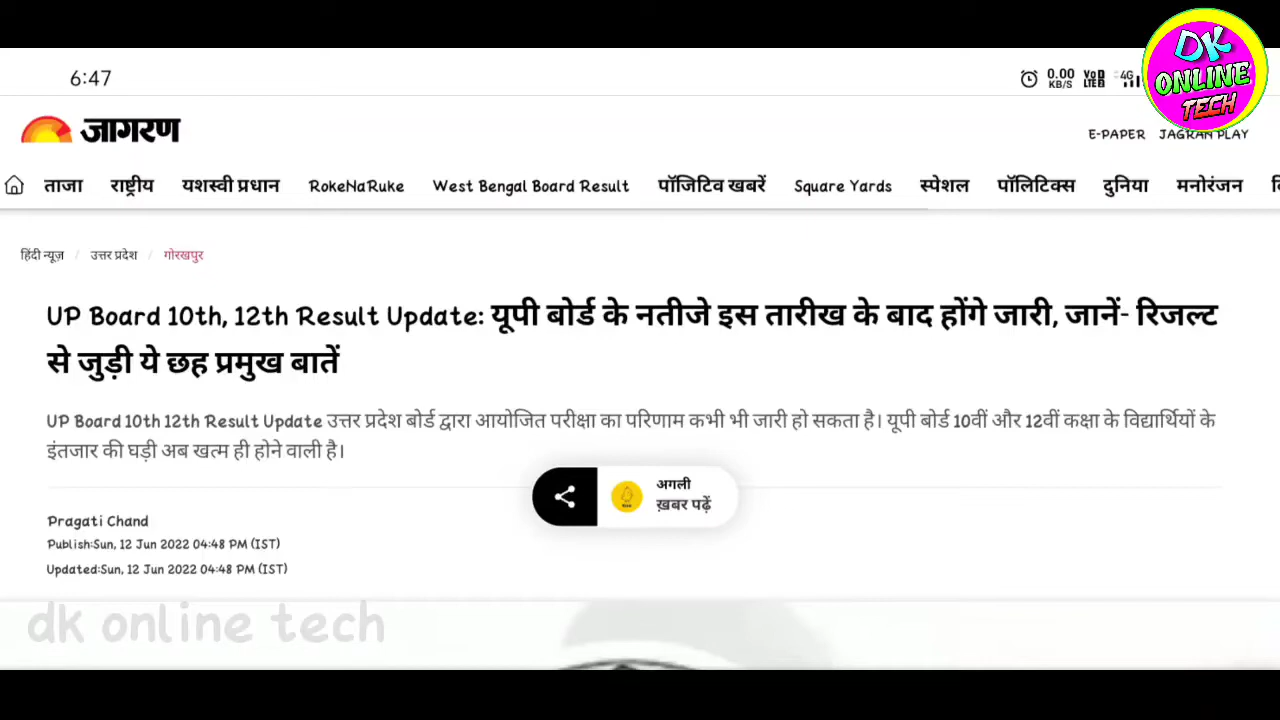 6:47
0.00 KB/S VoD LTE2 4G
DK ONLINE TECH
जागरण
E-PAPER JAGRAN PLAY
ताजा राष्ट्रीय यशस्वी प्रधान RokeNaRuke West Bengal Board Result पॉजिटिव खबरें Square Yards स्पेशल पॉलिटिक्स दुनिया मनोरंजन
हिंदी न्यूज़ / उत्तर प्रदेश / गोरखपुर
UP Board 10th, 12th Result Update: यूपी बोर्ड के नतीजे इस तारीख के बाद होंगे जारी, जानें- रिजल्ट
से जुड़ी ये छह प्रमुख बातें
UP Board 10th 12th Result Update उत्तर प्रदेश बोर्ड द्वारा आयोजित परीक्षा का परिणाम कभी भी जारी हो सकता है। यूपी बोर्ड 10वीं और 12वीं कक्षा के विद्यार्थियों के
इंतजार की घड़ी अब खत्म ही होने वाली है।
अगली
ख़बर पढ़ें
Pragati Chand
Publish:Sun, 12 Jun 2022 04:48 PM (IST)
Updated:Sun, 12 Jun 2022 04:48 PM (IST)
dk online tech